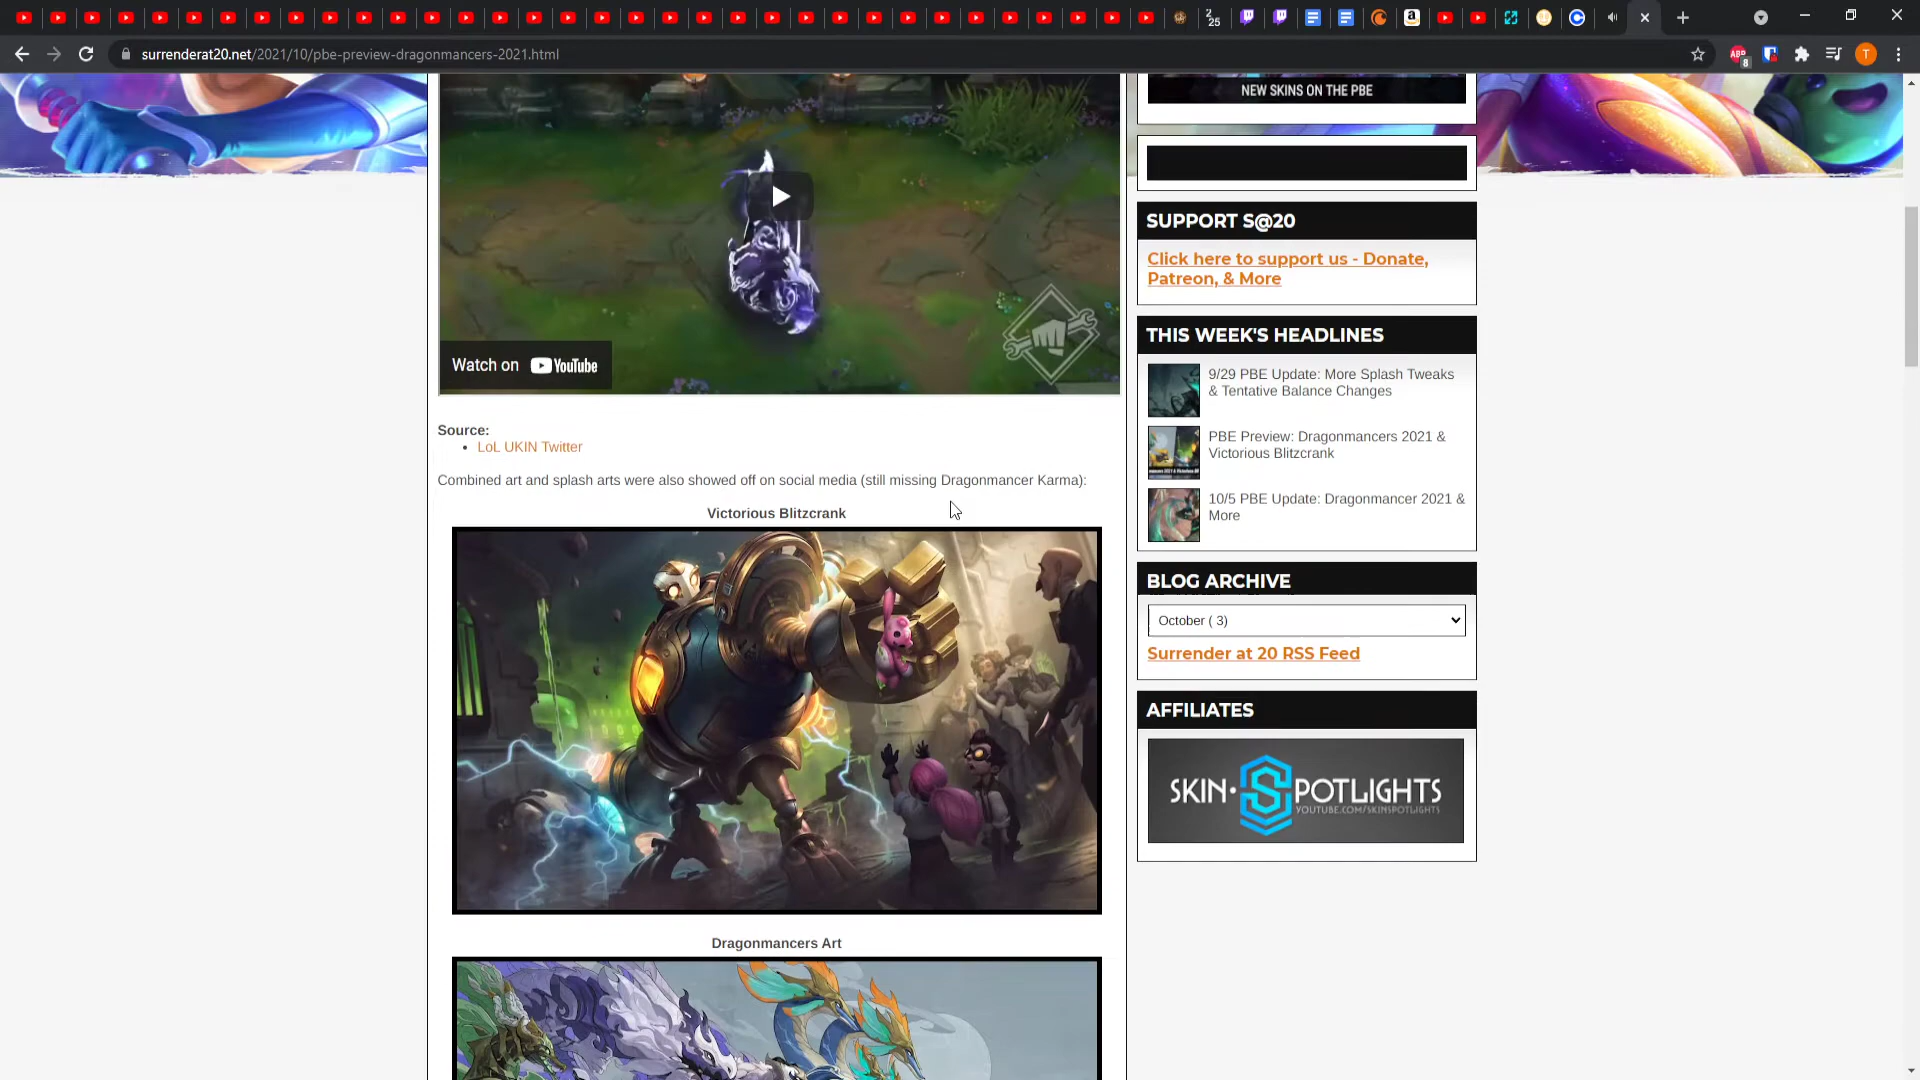 2
25
surrenderat20.net/2021/10/pbe-preview-dragonmancers-2021.html
ABP
8
T
NEW SKINS ON THE PBE
Watch on YouTube
Source:
• LoL UKIN Twitter
Combined art and splash arts were also showed off on social media (still missing Dragonmancer Karma):
Victorious Blitzcrank
Dragonmancers Art
SUPPORT S@20
Click here to support us - Donate,
Patreon, & More
THIS WEEK'S HEADLINES
9/29 PBE Update: More Splash Tweaks
& Tentative Balance Changes
PBE Preview: Dragonmancers 2021 &
Victorious Blitzcrank
10/5 PBE Update: Dragonmancer 2021 &
More
BLOG ARCHIVE
October ( 3)
Surrender at 20 RSS Feed
AFFILIATES
SKIN·SPOTLIGHTS
YOUTUBE.COM/SKINSPOTLIGHTS